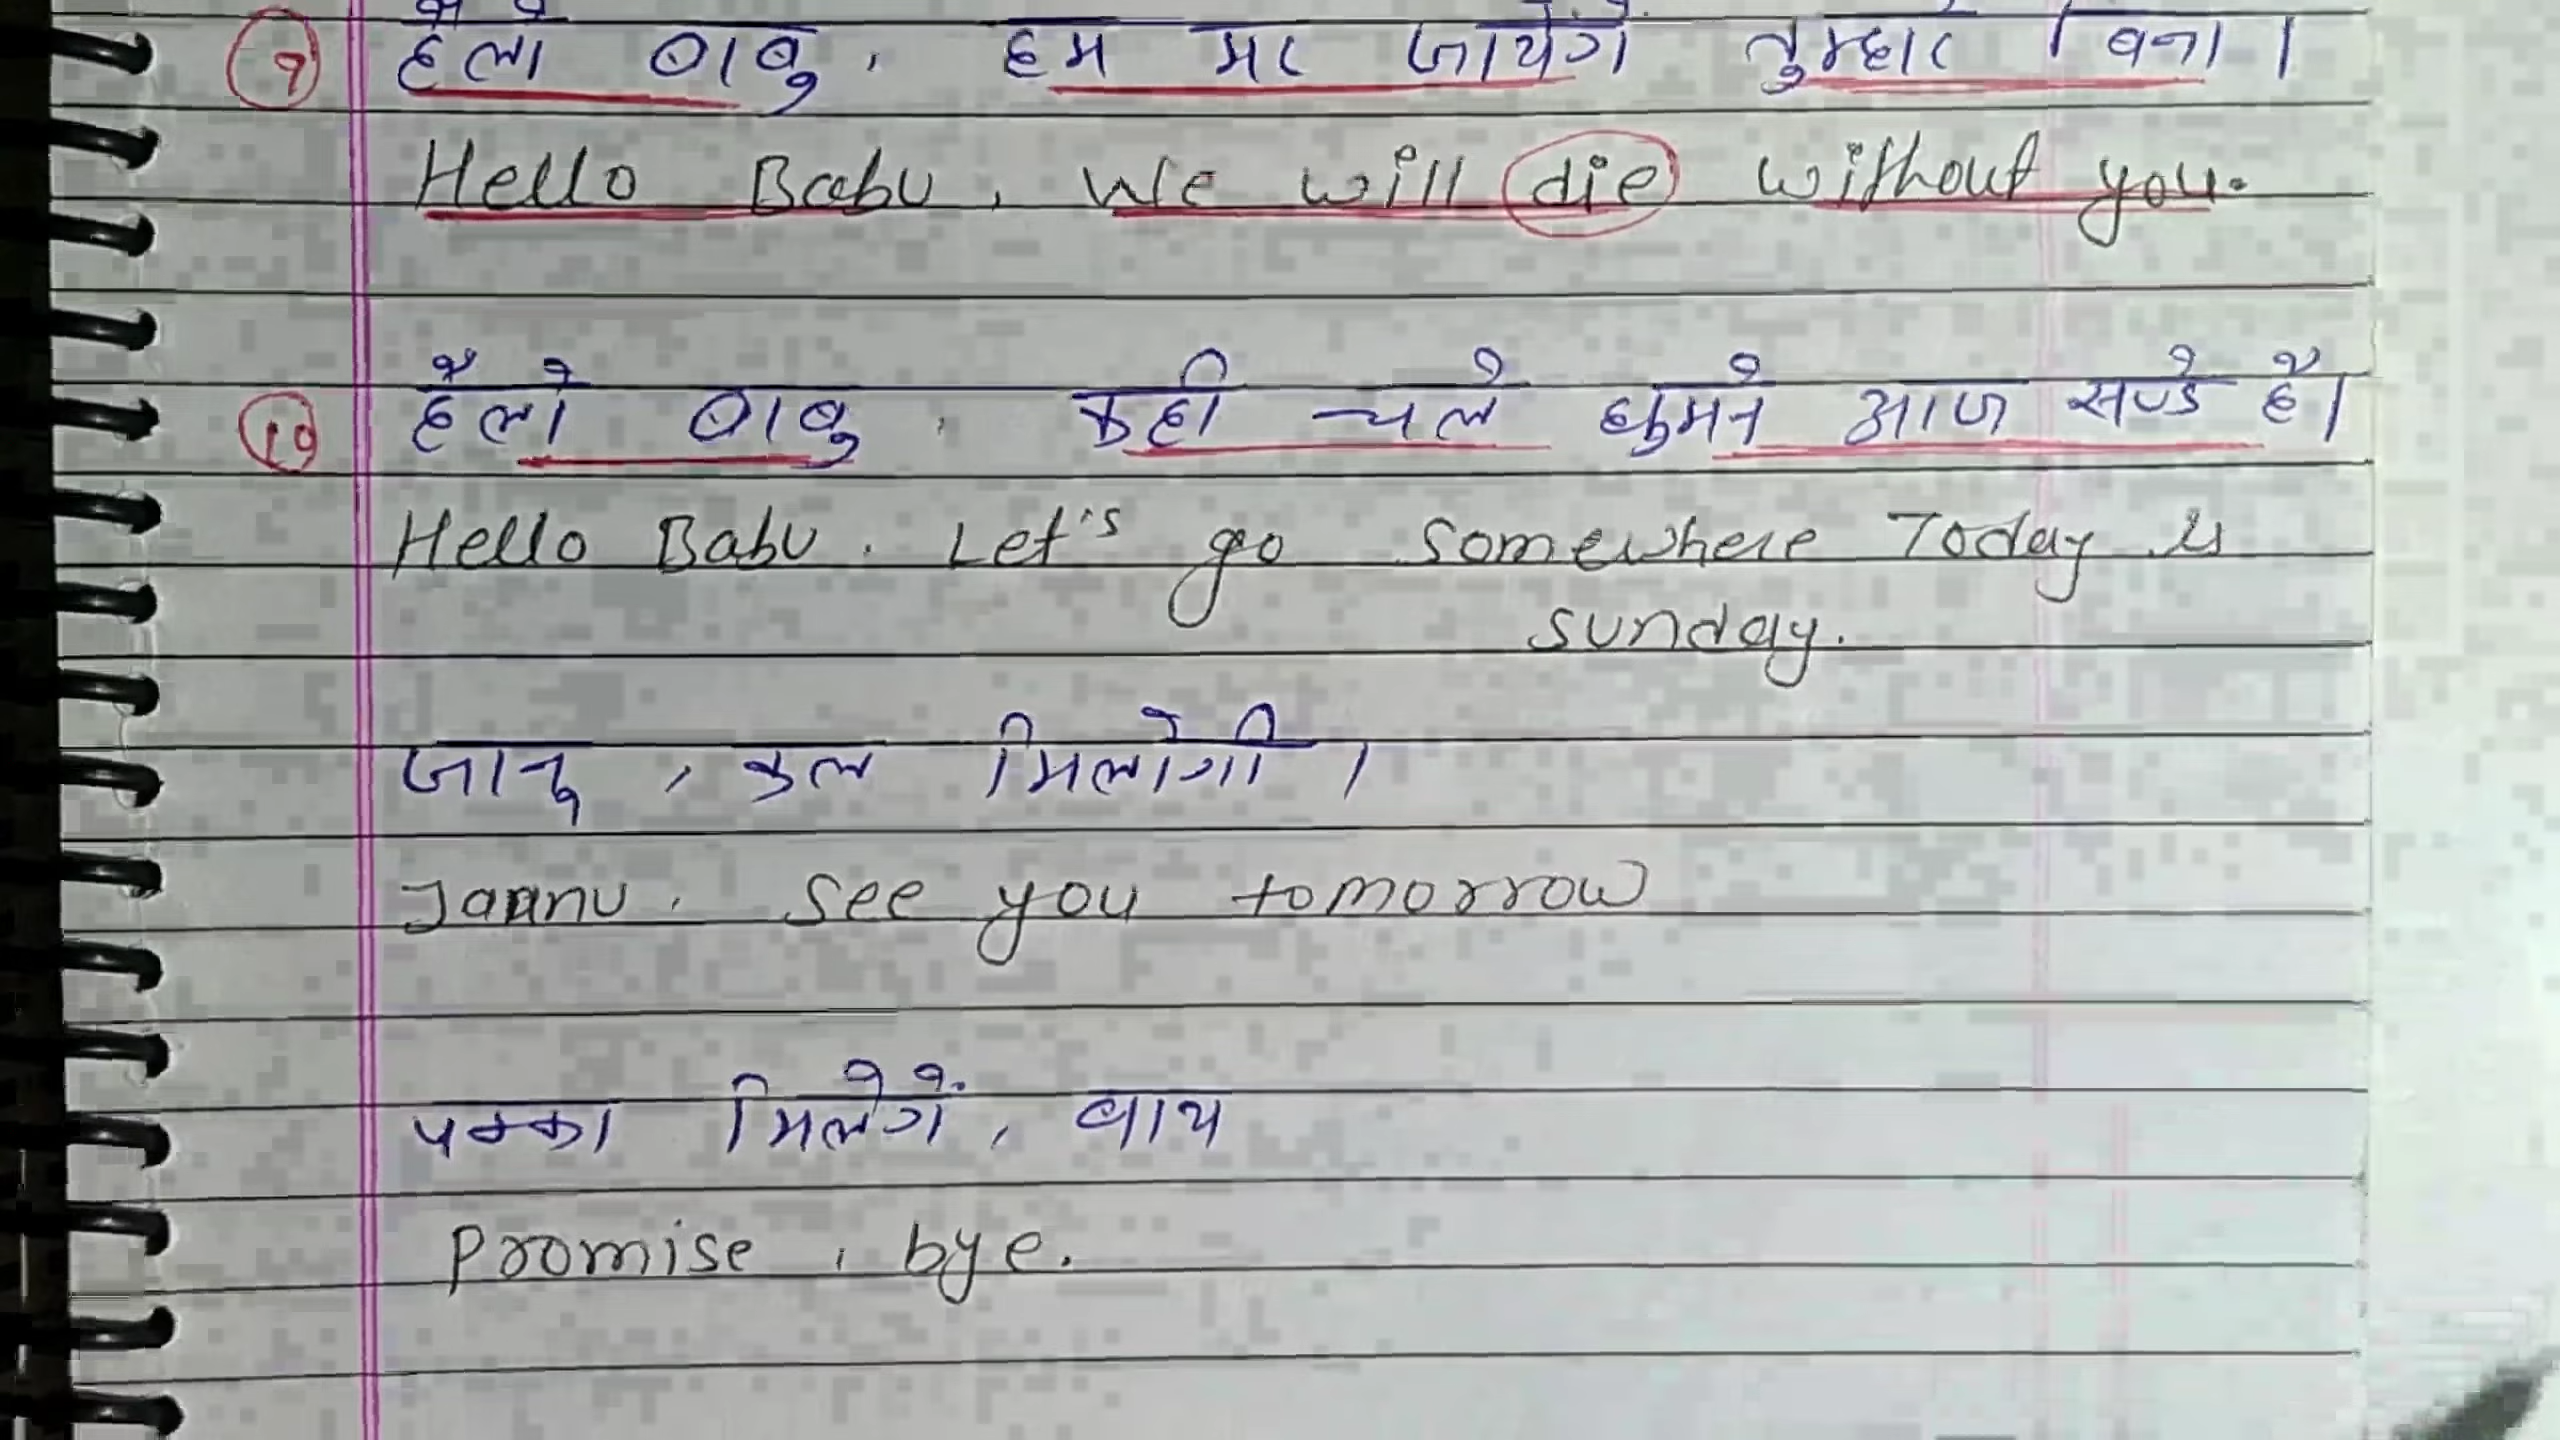 9 हैलो बाबु, हम मर जायेंगे तुम्हारे बिना।
Hello Babu, We will die without you.
10 हैलो बाबु, कही चले घुमने आज सण्डे है।
Hello Babu. Let's go somewhere Today is
sunday.
जानू, कल मिलोगी।
Jaanu, see you tomorrow
पक्का मिलेगें, बाय
promise, bye.